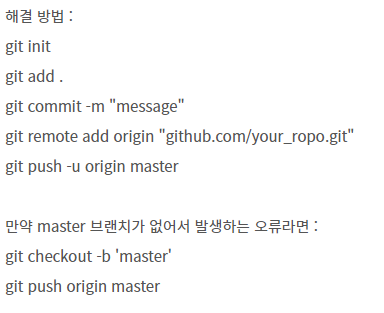 해결 방법 :
git init
git add .
git commit -m "message"
git remote add origin "github.com/your_ropo.git"
git push -u origin master
만약 master 브랜치가 없어서 발생하는 오류라면 :
git checkout -b 'master'
git push origin master